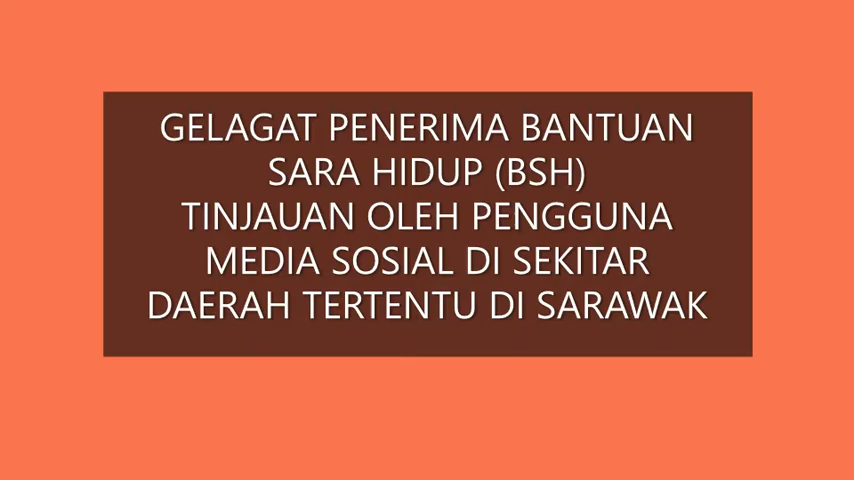 GELAGAT PENERIMA BANTUAN
SARA HIDUP (BSH)
TINJAUAN OLEH PENGGUNA
MEDIA SOSIAL DI SEKITAR
DAERAH TERTENTU DI SARAWAK